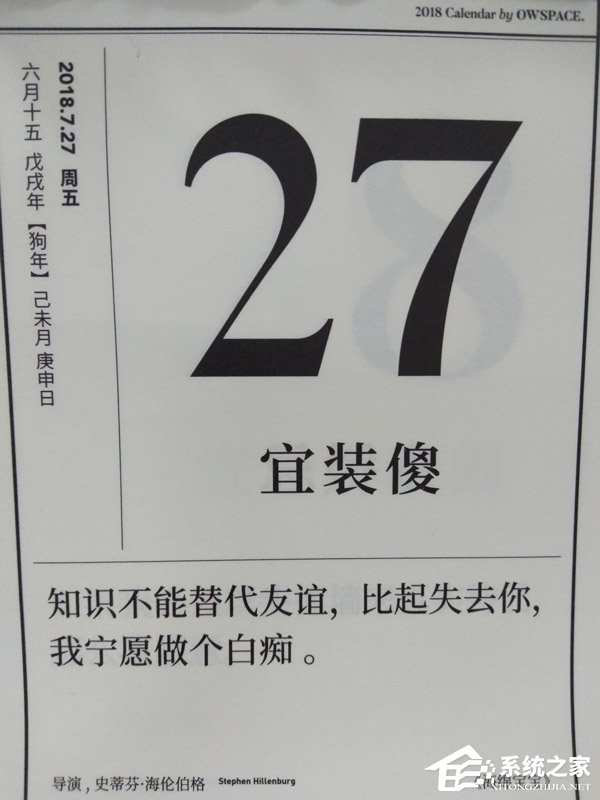 2018 Calendar by OWSPACE.
2018.7.27 周五
六月十五 戊戌年【狗年】己未月 庚申日
27
宜装傻
知识不能替代友谊, 比起失去你,
我宁愿做个白痴。
导演, 史蒂芬·海伦伯格 Stephen Hillenburg
系统之家
XITONGZHIJIA.NET